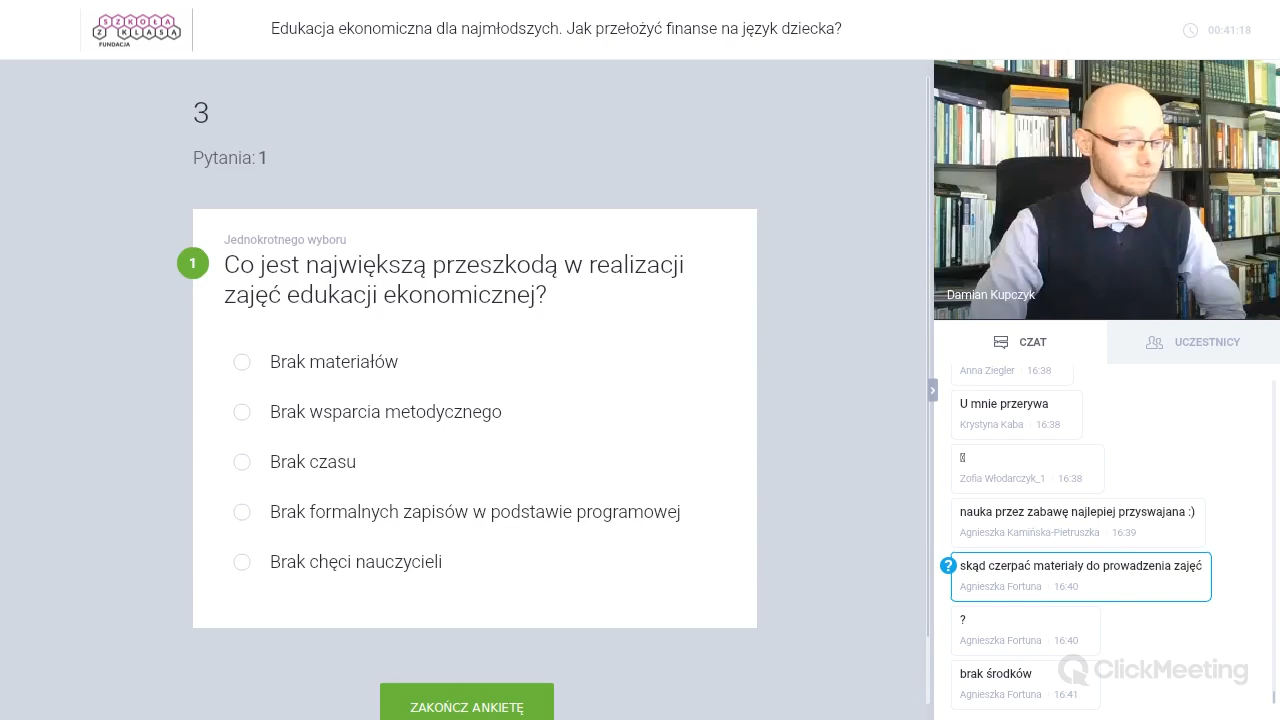 SZKOŁA
Z KLASĄ
FUNDACJA
Edukacja ekonomiczna dla najmłodszych. Jak przełożyć finanse na język dziecka?
00:41:18
3
Pytania: 1
Jednokrotnego wyboru
1
Co jest największą przeszkodą w realizacji
zajęć edukacji ekonomicznej?
Brak materiałów
Brak wsparcia metodycznego
Brak czasu
Brak formalnych zapisów w podstawie programowej
Brak chęci nauczycieli
ZAKOŃCZ ANKIETĘ
Damian Kupczyk
CZAT
UCZESTNICY
Anna Ziegler 16:38
U mnie przerywa
Krystyna Kaba 16:38
Zofia Włodarczyk_1 16:38
nauka przez zabawę najlepiej przyswajana :)
Agnieszka Kamińska-Pietruszka 16:39
? skąd czerpać materiały do prowadzenia zajęć
Agnieszka Fortuna 16:40
?
Agnieszka Fortuna 16:40
brak środków
Agnieszka Fortuna 16:41
ClickMeeting